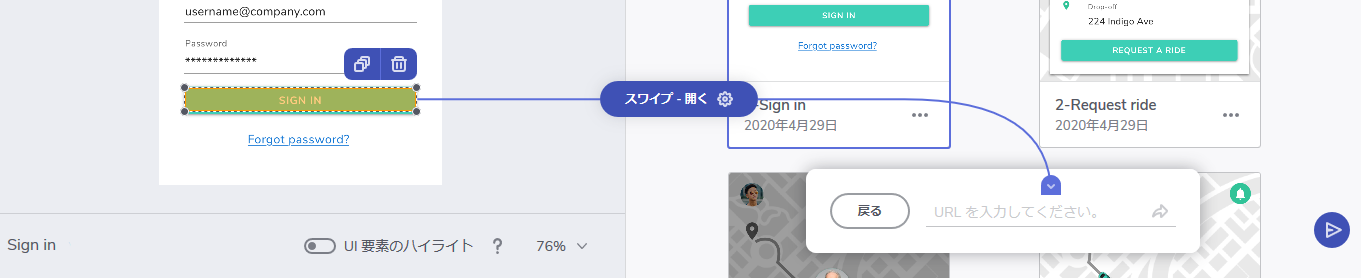 username@company.com
Password
*************
SIGN IN
Forgot password?
スワイプ - 開く
SIGN IN
Forgot password?
-Sign in
2020年4月29日
Drop-off
224 Indigo Ave
REQUEST A RIDE
2-Request ride
2020年4月29日
戻る
URL を入力してください。
Sign in
UI 要素のハイライト
?
76%